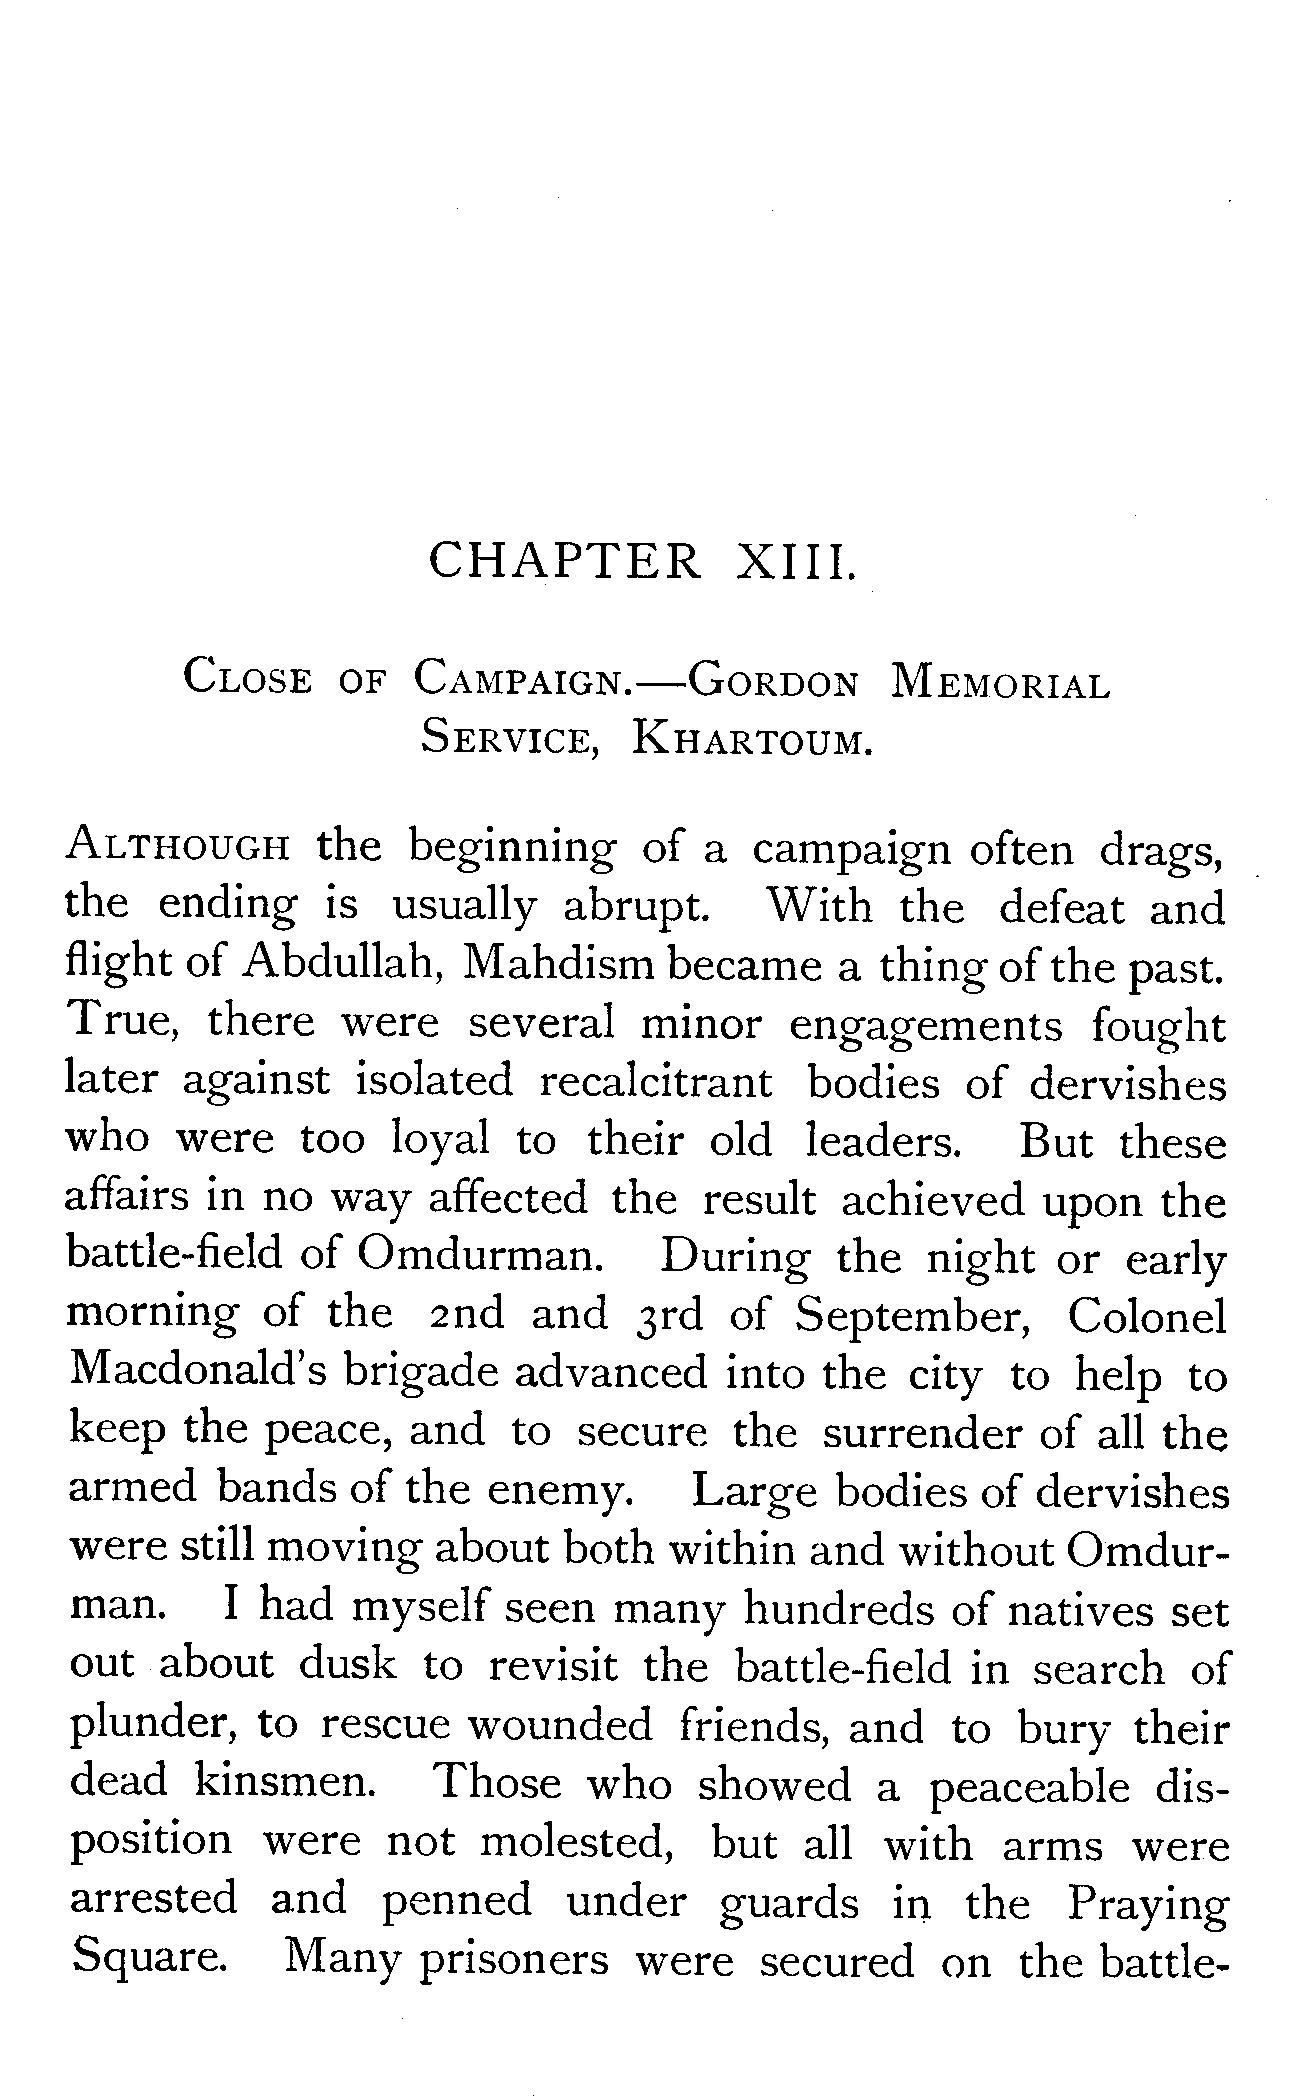 CHAPTER XIII.
Close of Campaign.—Gordon Memorial
Service, Khartoum.
Although the beginning of a campaign often drags,
the ending is usually abrupt. With the defeat and
flight of Abdullah, Mahdism became a thing of the past.
True, there were several minor engagements fought
later against isolated recalcitrant bodies of dervishes
who were too loyal to their old leaders. But these
affairs in no way affected the result achieved upon the
battle-field of Omdurman. During the night or early
morning of the 2nd and 3rd of September, Colonel
Macdonald's brigade advanced into the city to help to
keep the peace, and to secure the surrender of all the
armed bands of the enemy. Large bodies of dervishes
were still moving about both within and without Omdur-
man. I had myself seen many hundreds of natives set
out about dusk to revisit the battle-field in search of
plunder, to rescue wounded friends, and to bury their
dead kinsmen. Those who showed a peaceable dis-
position were not molested, but all with arms were
arrested and penned under guards in the Praying
Square. Many prisoners were secured on the battle-